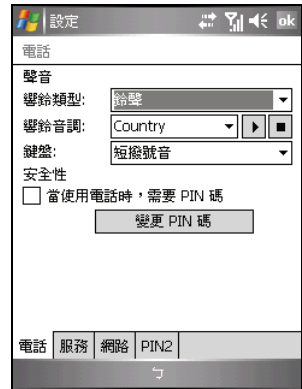 設定 ok
電話
聲音
響鈴類型: 鈴聲
響鈴音調: Country
鍵盤: 短撥號音
安全性
當使用電話時，需要 PIN 碼
變更 PIN 碼
電話 服務 網路 PIN2
ㄅ